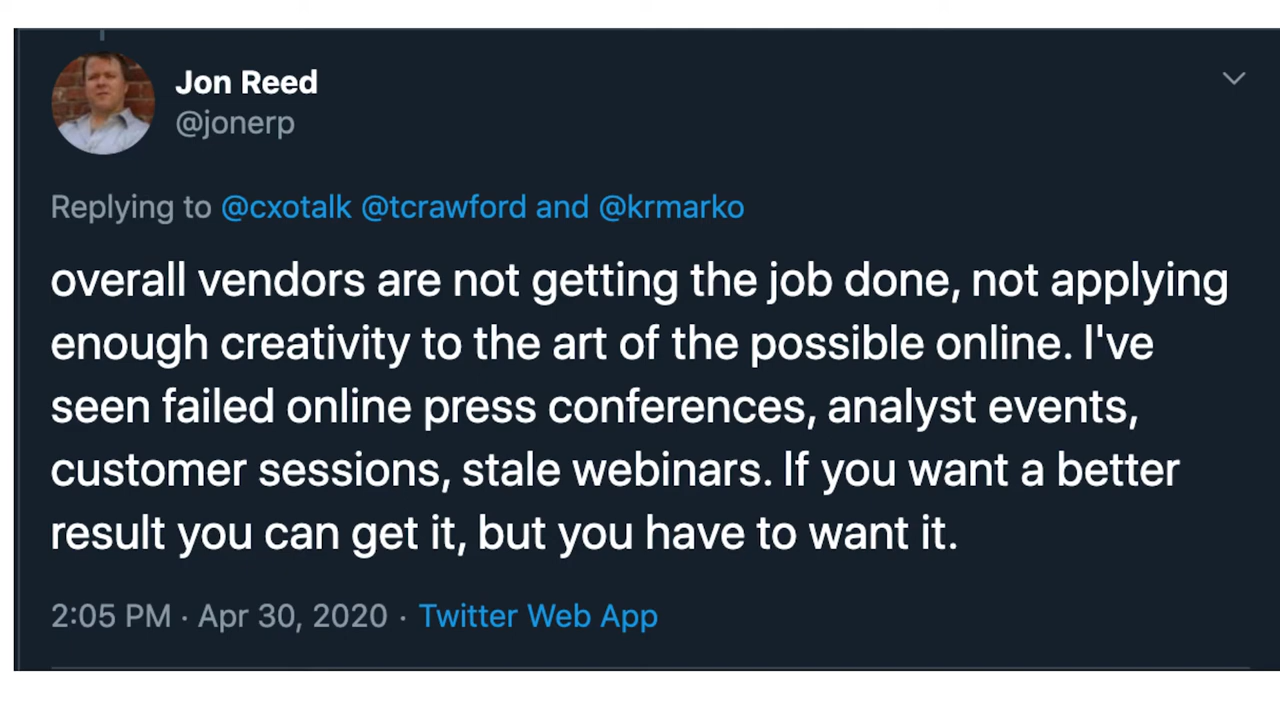 Jon Reed
@jonerp
Replying to @cxotalk @tcrawford and @krmarko
overall vendors are not getting the job done, not applying
enough creativity to the art of the possible online. I've
seen failed online press conferences, analyst events,
customer sessions, stale webinars. If you want a better
result you can get it, but you have to want it.
2:05 PM · Apr 30, 2020 · Twitter Web App